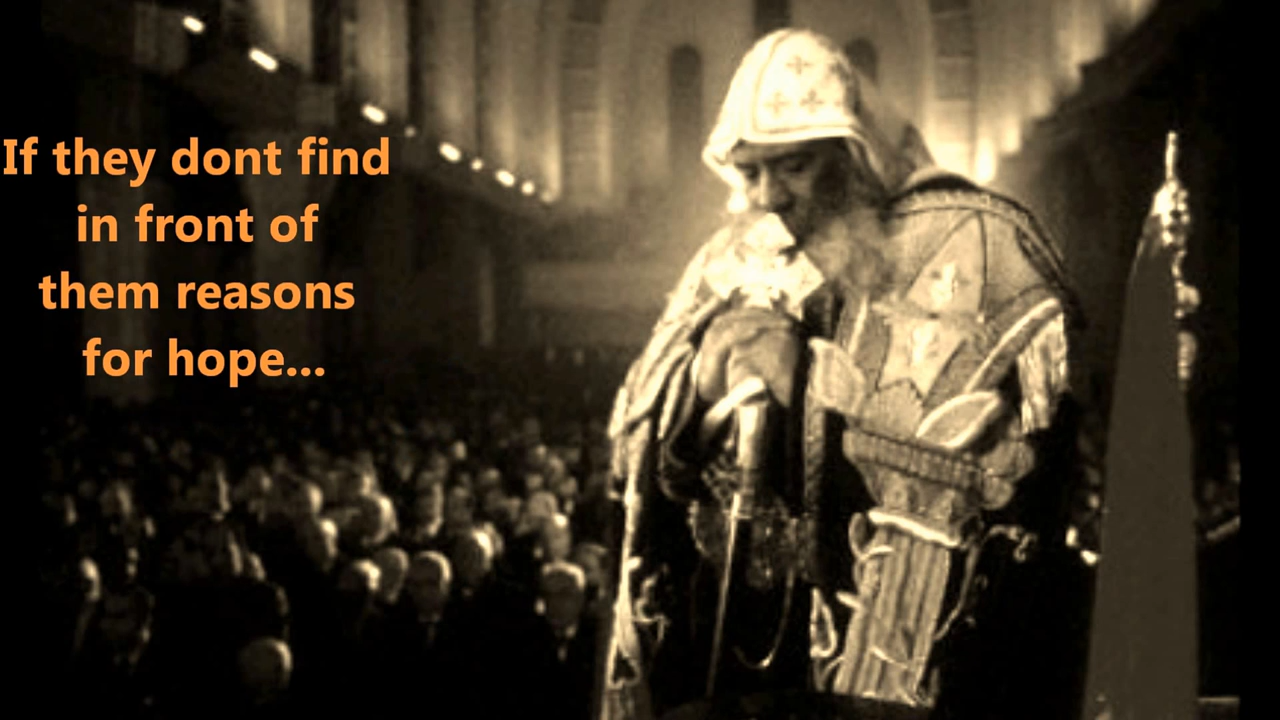 If they dont find
in front of
them reasons
for hope...